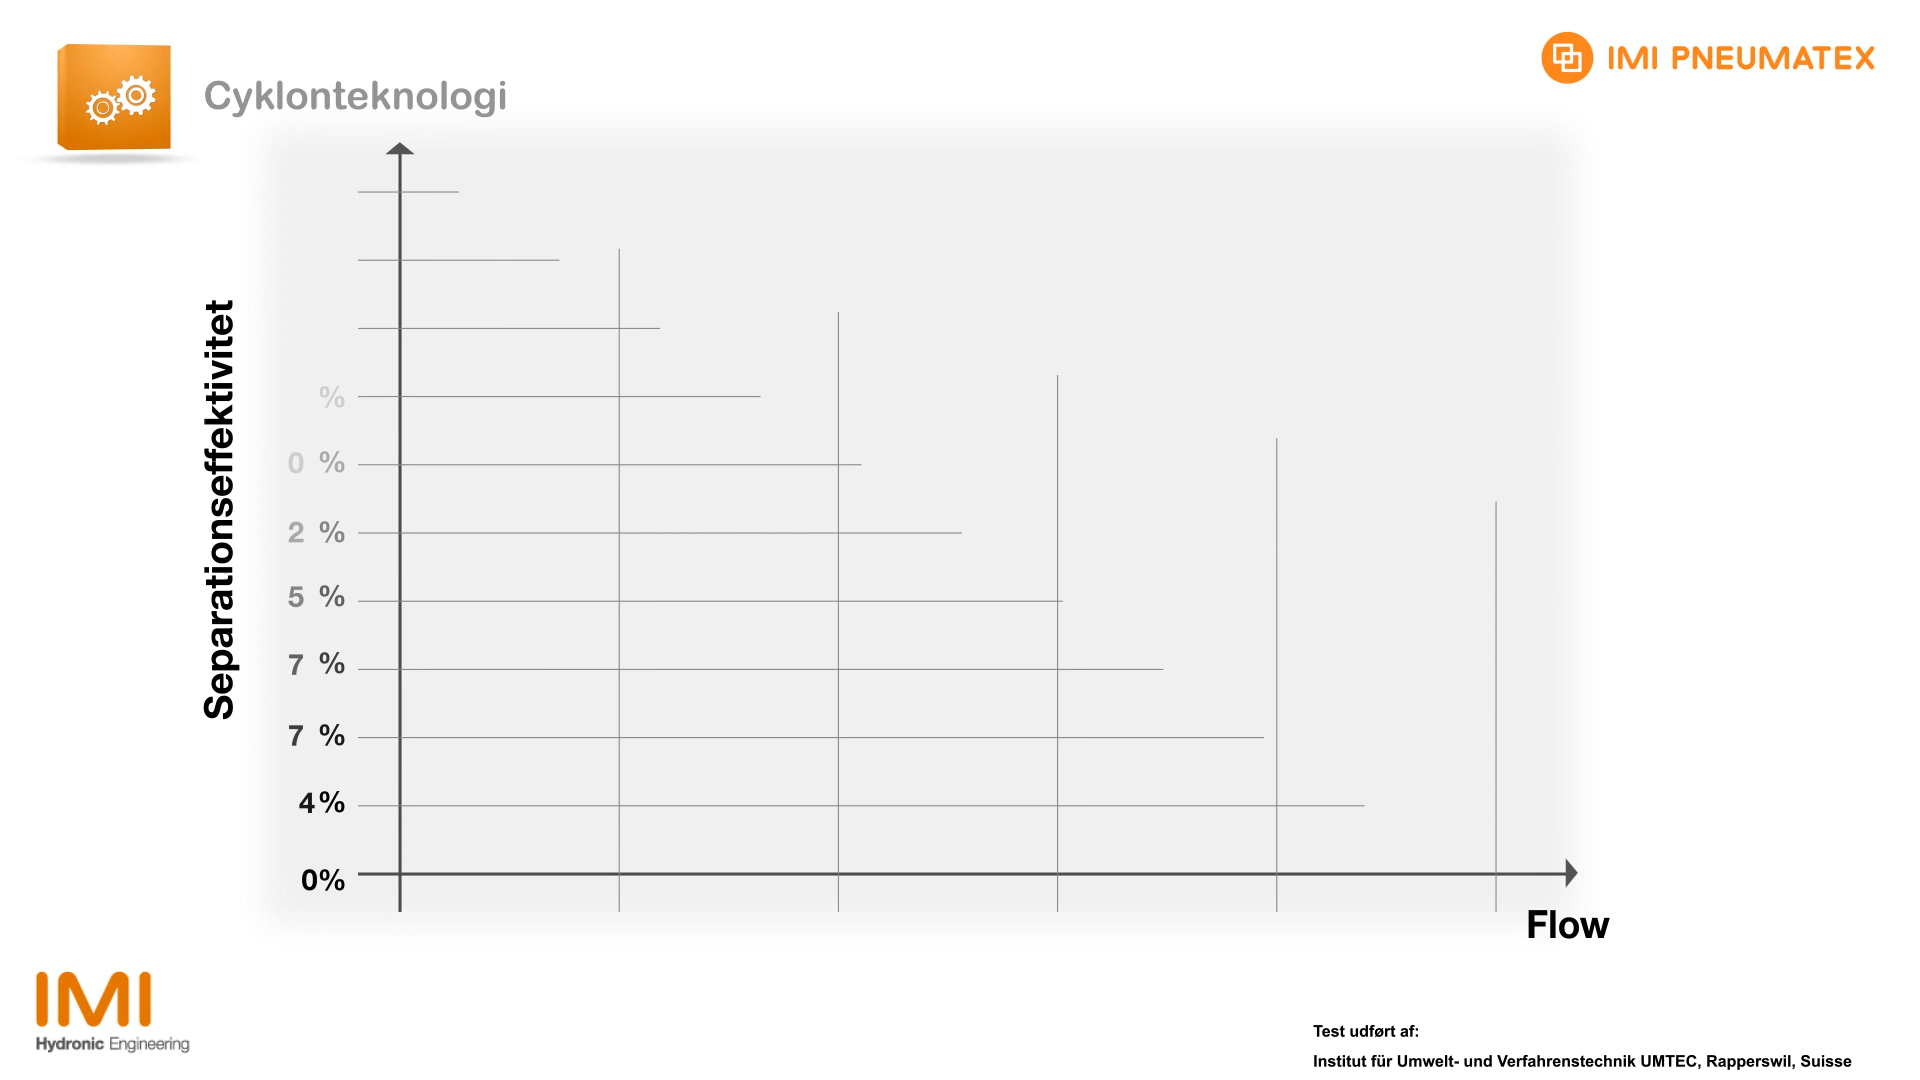 IMI PNEUMATEX
Cyklonteknologi
Separationseffektivitet
%
0 %
2 %
5 %
7 %
7 %
4%
0%
Flow
IMI
Hydronic Engineering
Test udført af:
Institut für Umwelt- und Verfahrenstechnik UMTEC, Rapperswil, Suisse